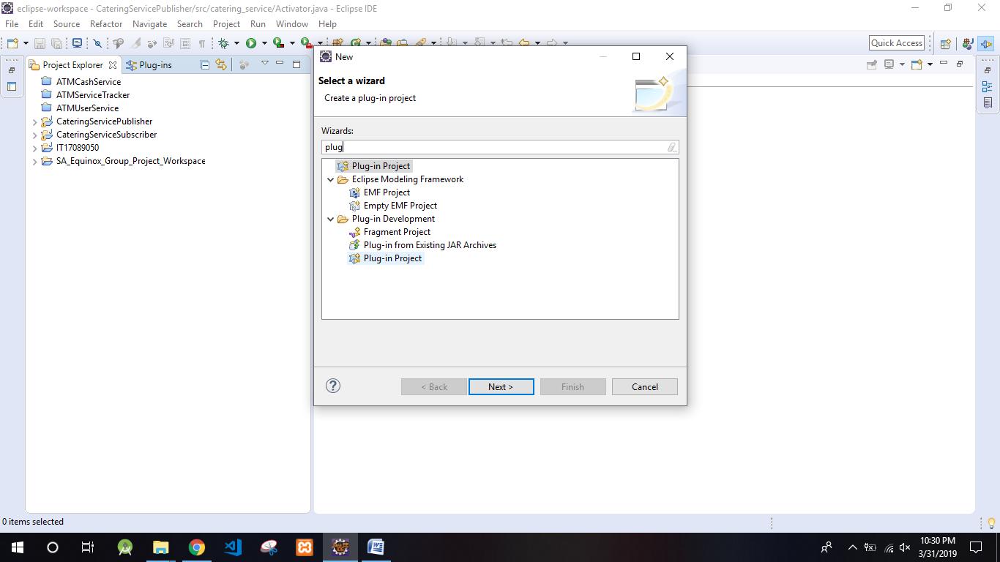 eclipse-workspace - CateringServicePublisher/src/catering_service/Activator.java - Eclipse IDE
File Edit Source Refactor Navigate Search Project Run Window Help
Quick Access
Project Explorer
Plug-ins
ATMCashService
ATMServiceTracker
ATMUserService
CateringServicePublisher
CateringServiceSubscriber
IT17089050
SA_Equinox_Group_Project_Workspace
New
Select a wizard
Create a plug-in project
Wizards:
plug
Plug-in Project
Eclipse Modeling Framework
EMF Project
Empty EMF Project
Plug-in Development
Fragment Project
Plug-in from Existing JAR Archives
Plug-in Project
< Back
Next >
Finish
Cancel
0 items selected
10:30 PM
3/31/2019